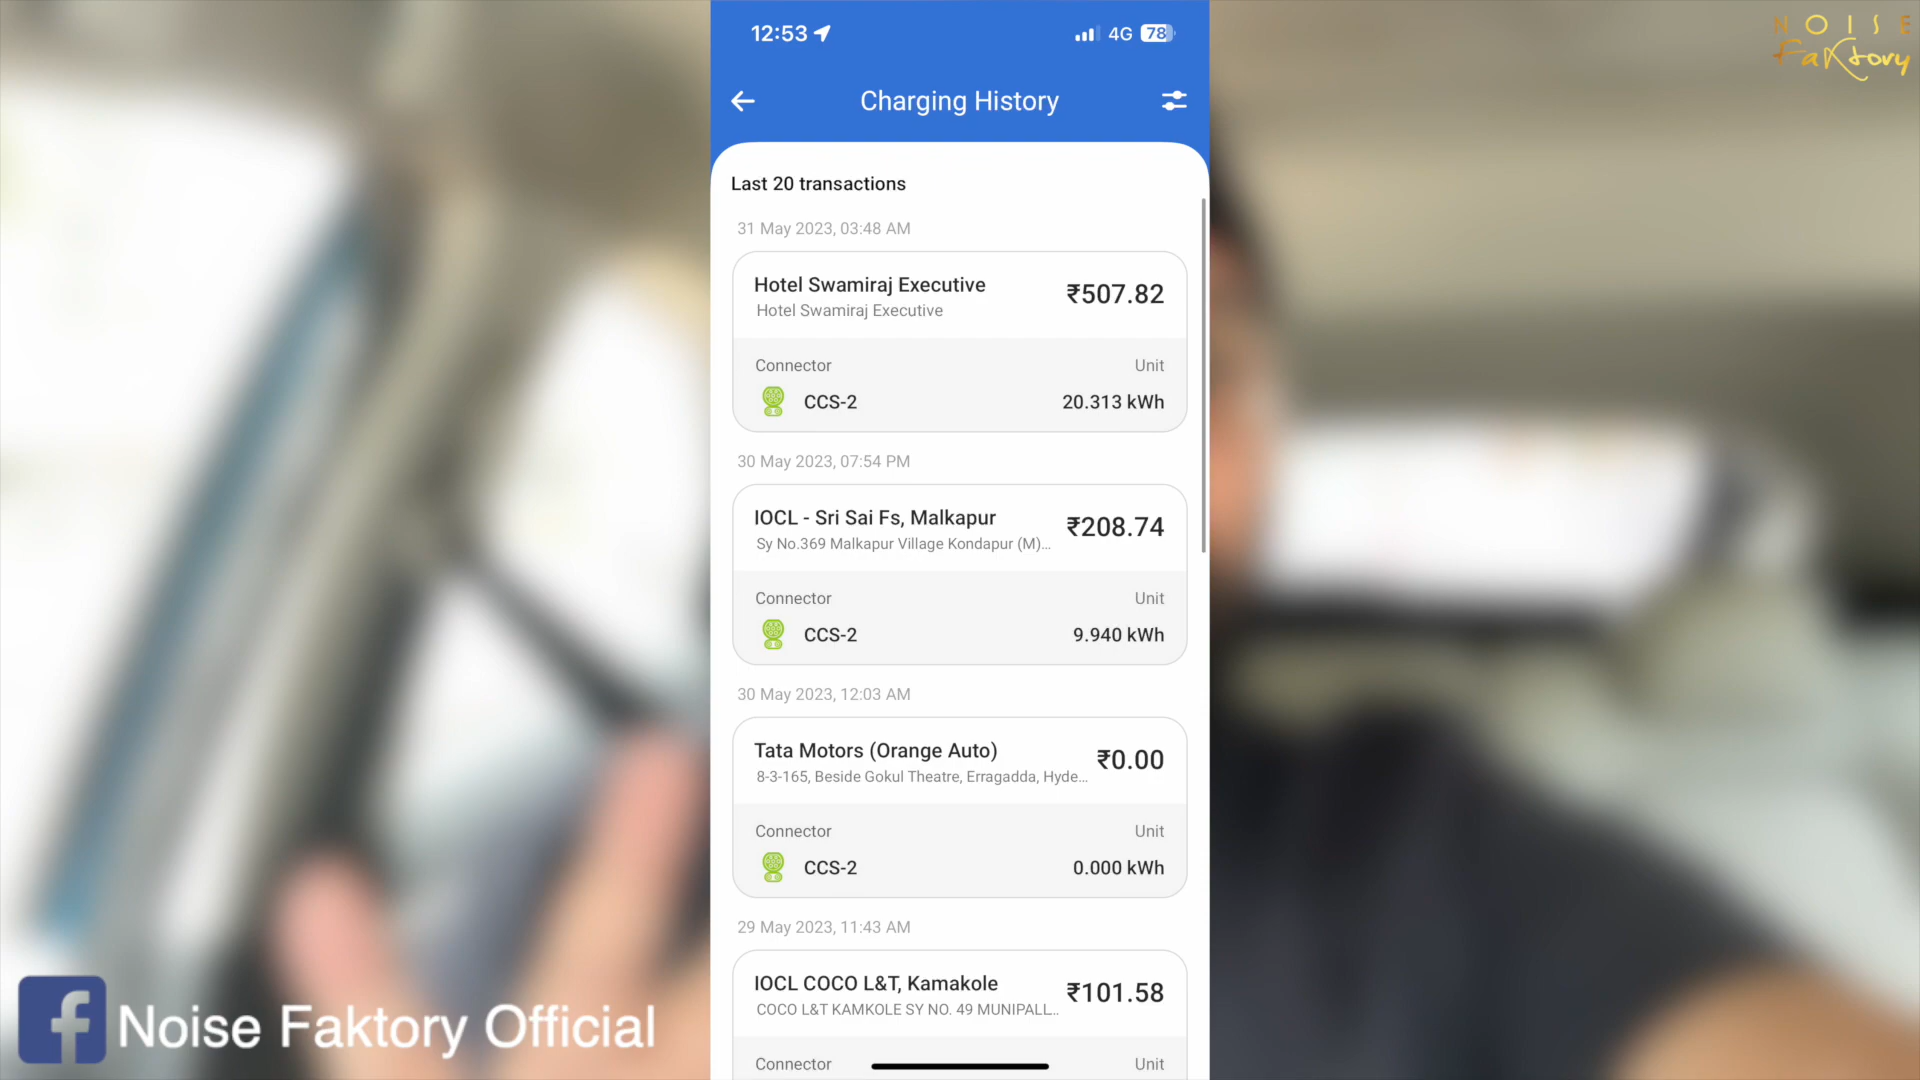 12:53
4G 78
Charging History
Last 20 transactions
31 May 2023, 03:48 AM
Hotel Swamiraj Executive
₹507.82
Hotel Swamiraj Executive
Connector
Unit
CCS-2
20.313 kWh
30 May 2023, 07:54 PM
IOCL - Sri Sai Fs, Malkapur
₹208.74
Sy No.369 Malkapur Village Kondapur (M)...
Connector
Unit
CCS-2
9.940 kWh
30 May 2023, 12:03 AM
Tata Motors (Orange Auto)
₹0.00
8-3-165, Beside Gokul Theatre, Erragadda, Hyde...
Connector
Unit
CCS-2
0.000 kWh
29 May 2023, 11:43 AM
IOCL COCO L&T, Kamakole
₹101.58
COCO L&T KAMKOLE SY NO. 49 MUNIPALL...
Connector
Unit
NOISE
FaKtory
f Noise Faktory Official